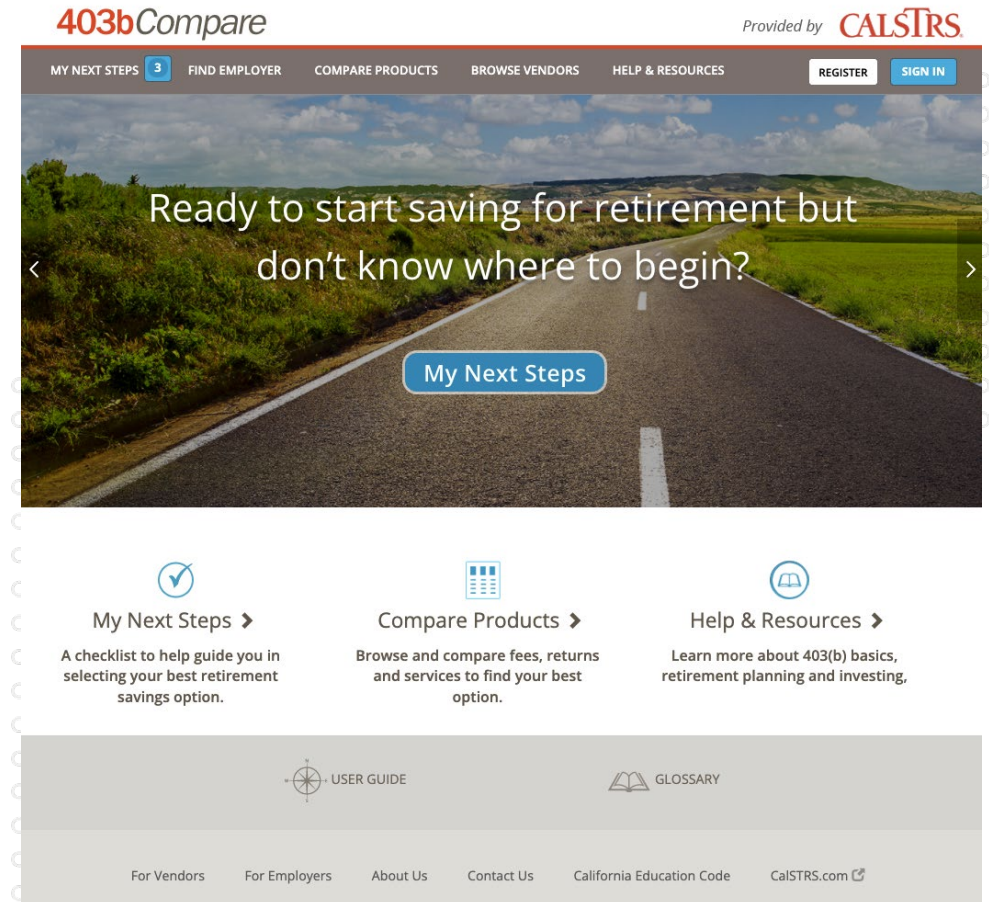 403bCompare
Provided by CALSTRS.
MY NEXT STEPS 3 FIND EMPLOYER COMPARE PRODUCTS BROWSE VENDORS HELP & RESOURCES REGISTER SIGN IN
Ready to start saving for retirement but
don't know where to begin?
My Next Steps
My Next Steps
A checklist to help guide you in
selecting your best retirement
savings option.
Compare Products
Browse and compare fees, returns
and services to find your best
option.
Help & Resources
Learn more about 403(b) basics,
retirement planning and investing,
USER GUIDE
GLOSSARY
For Vendors For Employers About Us Contact Us California Education Code CalSTRS.com